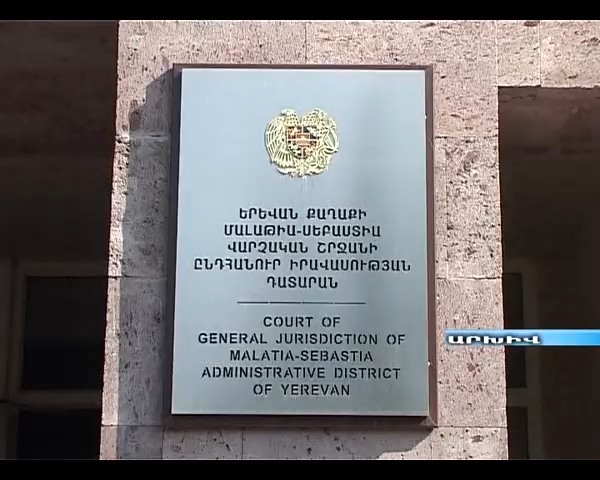 ԵՐԵՎԱՆ ՔԱՂԱՔԻ
ՄԱԼԱԹԻԱ-ՍԵԲԱՍՏԻԱ
ՎԱՐՉԱԿԱՆ ՇՐՋԱՆԻ
ԸՆԴՀԱՆՈՒՐ ԻՐԱՎԱՍՈՒԹՅԱՆ
ԴԱՏԱՐԱՆ
COURT OF
GENERAL JURISDICTION OF
MALATIA-SEBASTIA
ADMINISTRATIVE DISTRICT
OF YEREVAN
ԱՐԽԻՎ